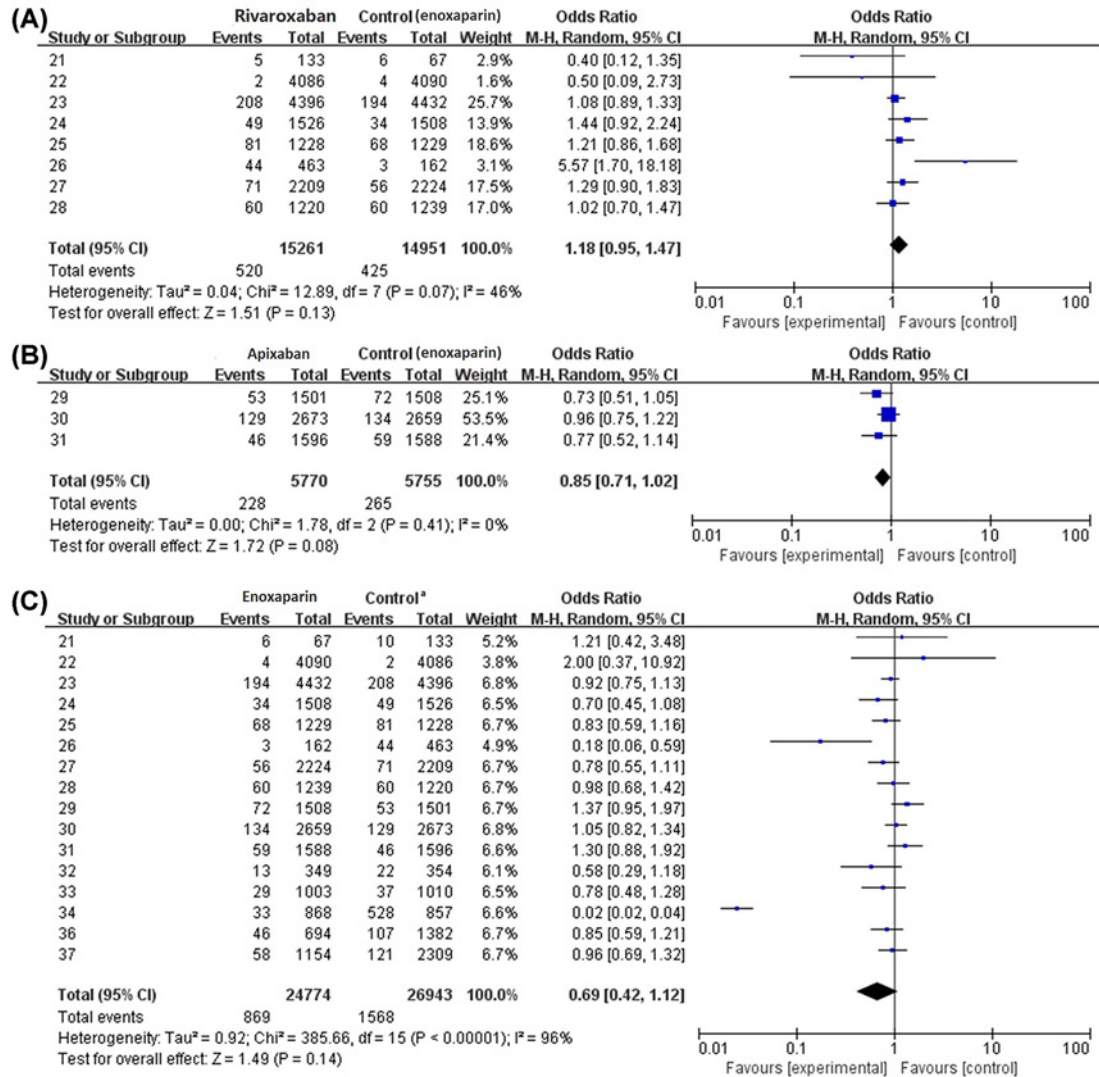 (A)
Rivaroxaban Control (enoxaparin) Odds Ratio Odds Ratio
Study or Subgroup Events Total Events Total Weight M-H, Random, 95% CI M-H, Random, 95% CI
21 5 133 6 67 2.9% 0.40 [0.12, 1.35]
22 2 4086 4 4090 1.6% 0.50 [0.09, 2.73]
23 208 4396 194 4432 25.7% 1.08 [0.89, 1.33]
24 49 1526 34 1508 13.9% 1.44 [0.92, 2.24]
25 81 1228 68 1229 18.6% 1.21 [0.86, 1.68]
26 44 463 3 162 3.1% 5.57 [1.70, 18.18]
27 71 2209 56 2224 17.5% 1.29 [0.90, 1.83]
28 60 1220 60 1239 17.0% 1.02 [0.70, 1.47]
Total (95% CI) 15261 14951 100.0% 1.18 [0.95, 1.47]
Total events 520 425
Heterogeneity: Tau² = 0.04; Chi² = 12.89, df = 7 (P = 0.07); I² = 46%
Test for overall effect: Z = 1.51 (P = 0.13)
0.01 0.1 1 10 100
Favours [experimental] Favours [control]
(B)
Apixaban Control (enoxaparin) Odds Ratio Odds Ratio
Study or Subgroup Events Total Events Total Weight M-H, Random, 95% CI M-H, Random, 95% CI
29 53 1501 72 1508 25.1% 0.73 [0.51, 1.05]
30 129 2673 134 2659 53.5% 0.96 [0.75, 1.22]
31 46 1596 59 1588 21.4% 0.77 [0.52, 1.14]
Total (95% CI) 5770 5755 100.0% 0.85 [0.71, 1.02]
Total events 228 265
Heterogeneity: Tau² = 0.00; Chi² = 1.78, df = 2 (P = 0.41); I² = 0%
Test for overall effect: Z = 1.72 (P = 0.08)
0.01 0.1 1 10 100
Favours [experimental] Favours [control]
(C)
Enoxaparin Control ª Odds Ratio Odds Ratio
Study or Subgroup Events Total Events Total Weight M-H, Random, 95% CI M-H, Random, 95% CI
21 6 67 10 133 5.2% 1.21 [0.42, 3.48]
22 4 4090 2 4086 3.8% 2.00 [0.37, 10.92]
23 194 4432 208 4396 6.8% 0.92 [0.75, 1.13]
24 34 1508 49 1526 6.5% 0.70 [0.45, 1.08]
25 68 1229 81 1228 6.7% 0.83 [0.59, 1.16]
26 3 162 44 463 4.9% 0.18 [0.06, 0.59]
27 56 2224 71 2209 6.7% 0.78 [0.55, 1.11]
28 60 1239 60 1220 6.7% 0.98 [0.68, 1.42]
29 72 1508 53 1501 6.7% 1.37 [0.95, 1.97]
30 134 2659 129 2673 6.8% 1.05 [0.82, 1.34]
31 59 1588 46 1596 6.6% 1.30 [0.88, 1.92]
32 13 349 22 354 6.1% 0.58 [0.29, 1.18]
33 29 1003 37 1010 6.5% 0.78 [0.48, 1.28]
34 33 868 528 857 6.6% 0.02 [0.02, 0.04]
36 46 694 107 1382 6.7% 0.85 [0.59, 1.21]
37 58 1154 121 2309 6.7% 0.96 [0.69, 1.32]
Total (95% CI) 24774 26943 100.0% 0.69 [0.42, 1.12]
Total events 869 1568
Heterogeneity: Tau² = 0.92; Chi² = 385.66, df = 15 (P < 0.00001); I² = 96%
Test for overall effect: Z = 1.49 (P = 0.14)
0.01 0.1 1 10 100
Favours [experimental] Favours [control]